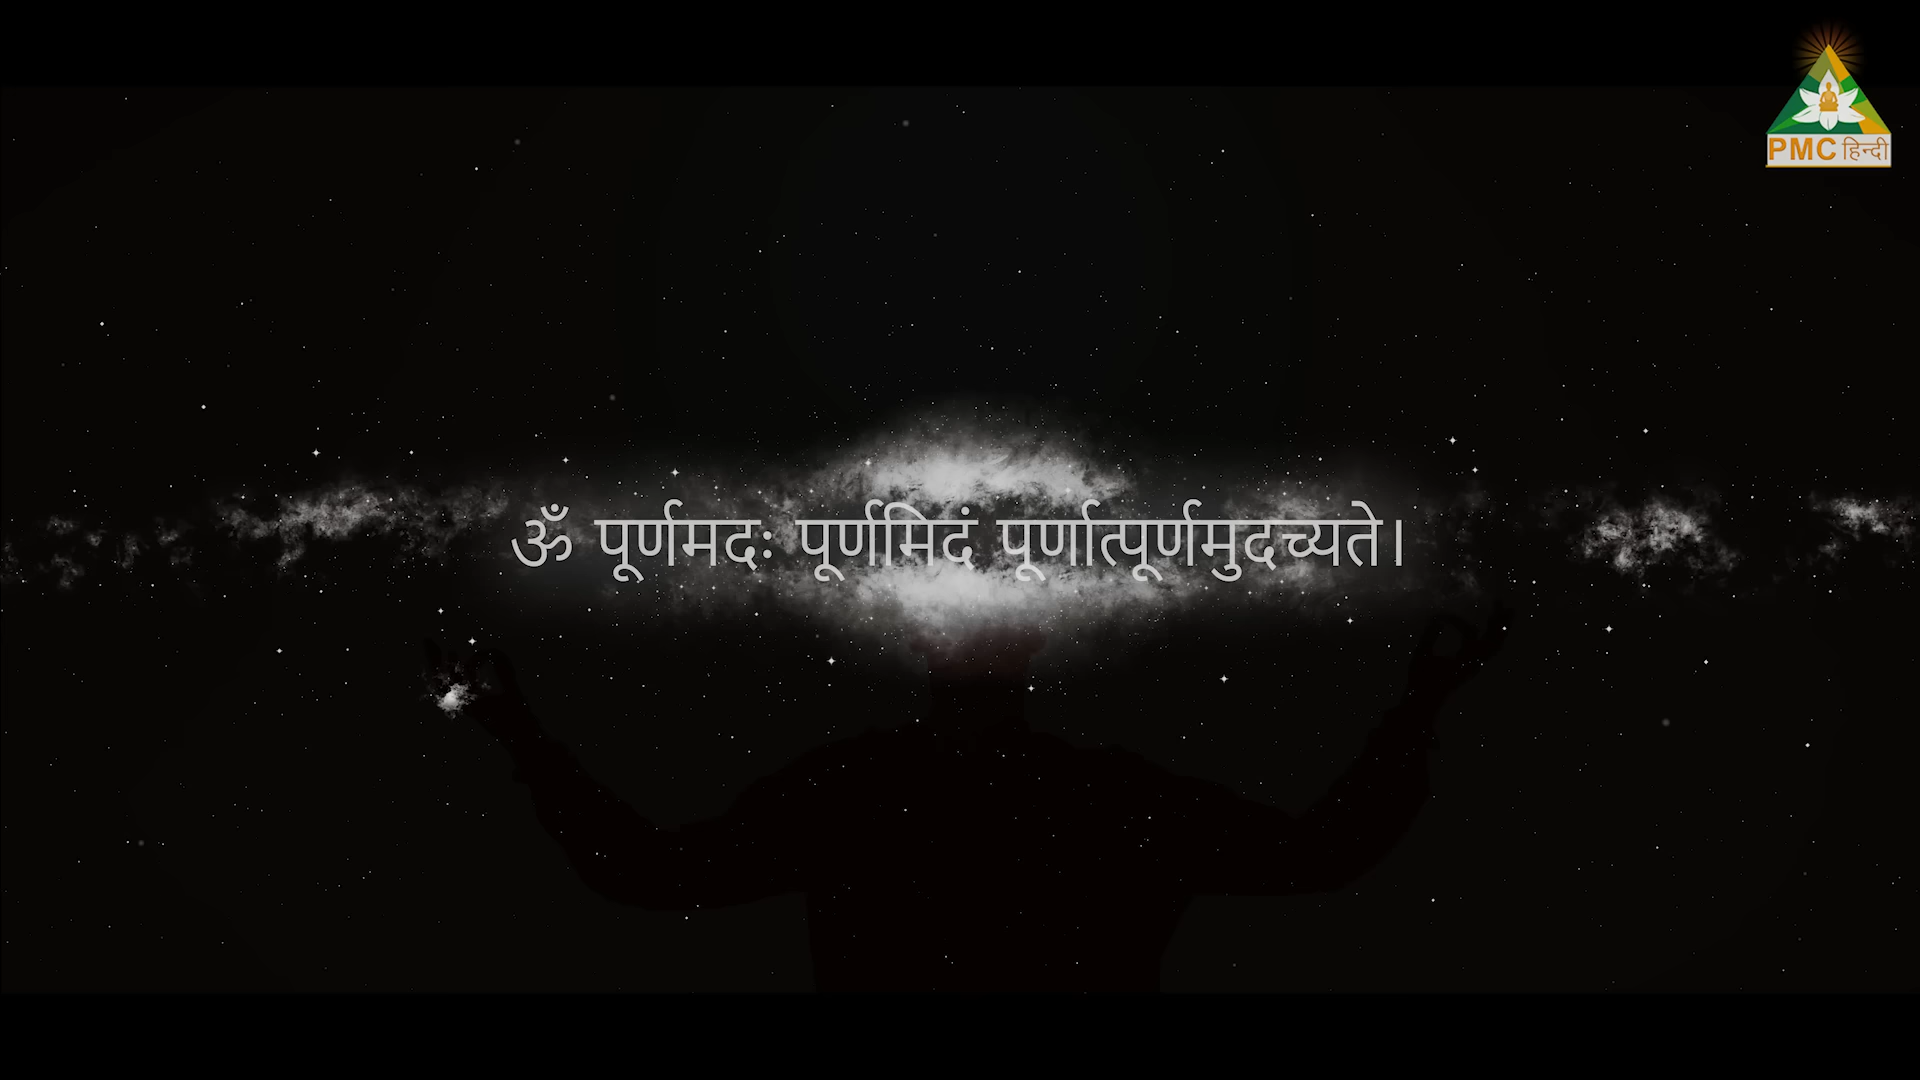 PMC हिन्दी
ॐ पूर्णमदः पूर्णमिदं पूर्णात्पूर्णमुदच्यते।